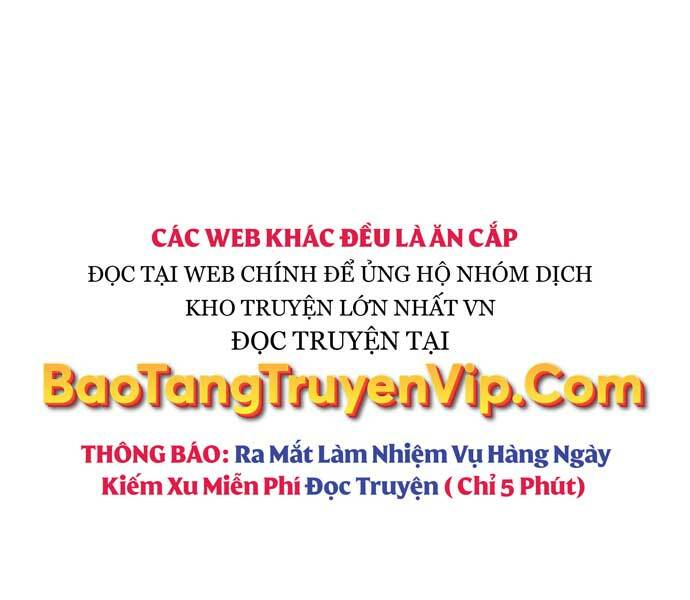 CÁC WEB KHÁC ĐỀU LÀ ĂN CẮP
ĐỌC TẠI WEB CHÍNH ĐỂ ỦNG HỘ NHÓM DỊCH
KHO TRUYỆN LỚN NHẤT VN
ĐỌC TRUYỆN TẠI
BaoTangTruyenVip.Com
THÔNG BÁO: Ra Mắt Làm Nhiệm Vụ Hàng Ngày
Kiếm Xu Miễn Phí Đọc Truyện ( Chỉ 5 Phút)